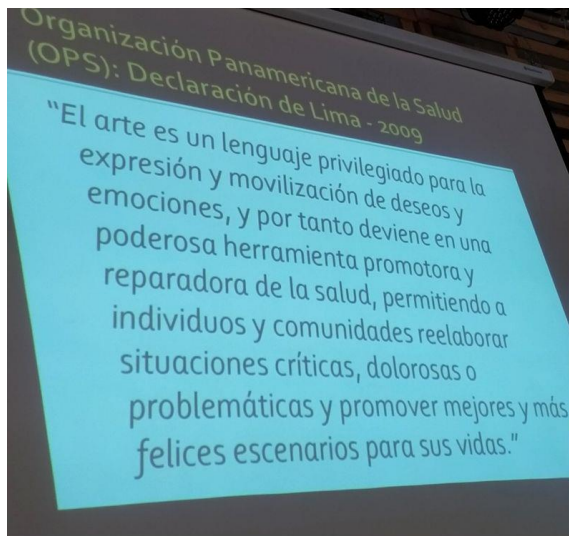 Organización Panamericana de la Salud
(OPS): Declaración de Lima - 2009
“El arte es un lenguaje privilegiado para la
expresión y movilización de deseos y
emociones, y por tanto deviene en una
poderosa herramienta promotora y
reparadora de la salud, permitiendo a
individuos y comunidades reelaborar
situaciones críticas, dolorosas o
problemáticas y promover mejores y más
felices escenarios para sus vidas.”